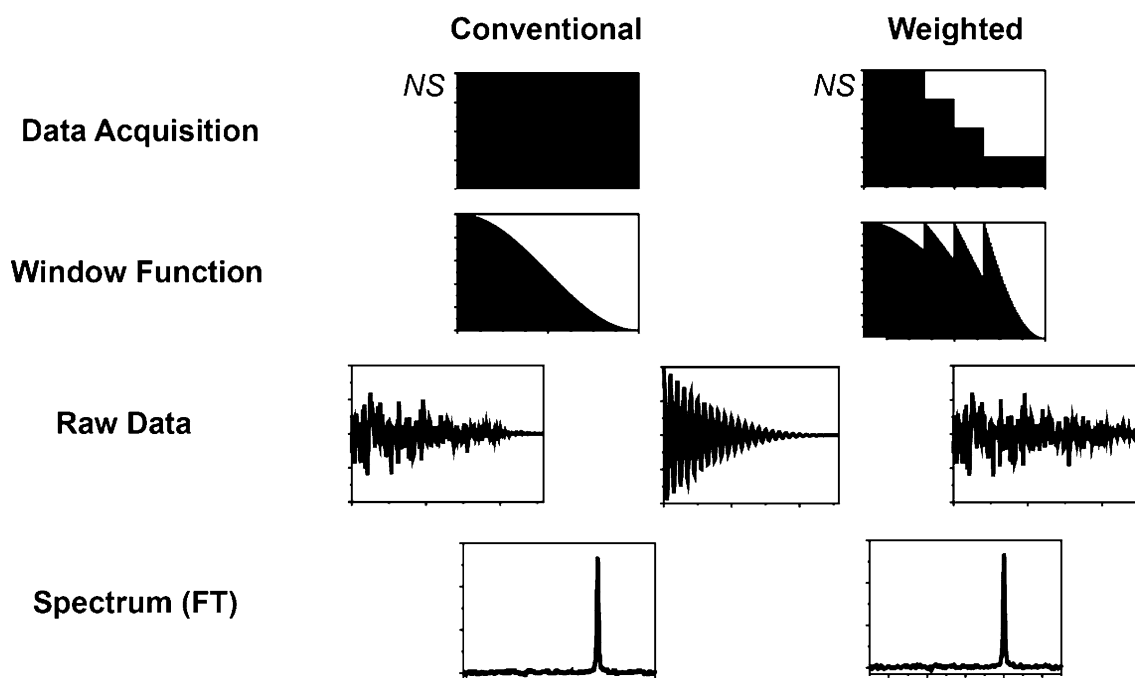 Conventional
Weighted
NS
NS
Data Acquisition
Window Function
Raw Data
Spectrum (FT)